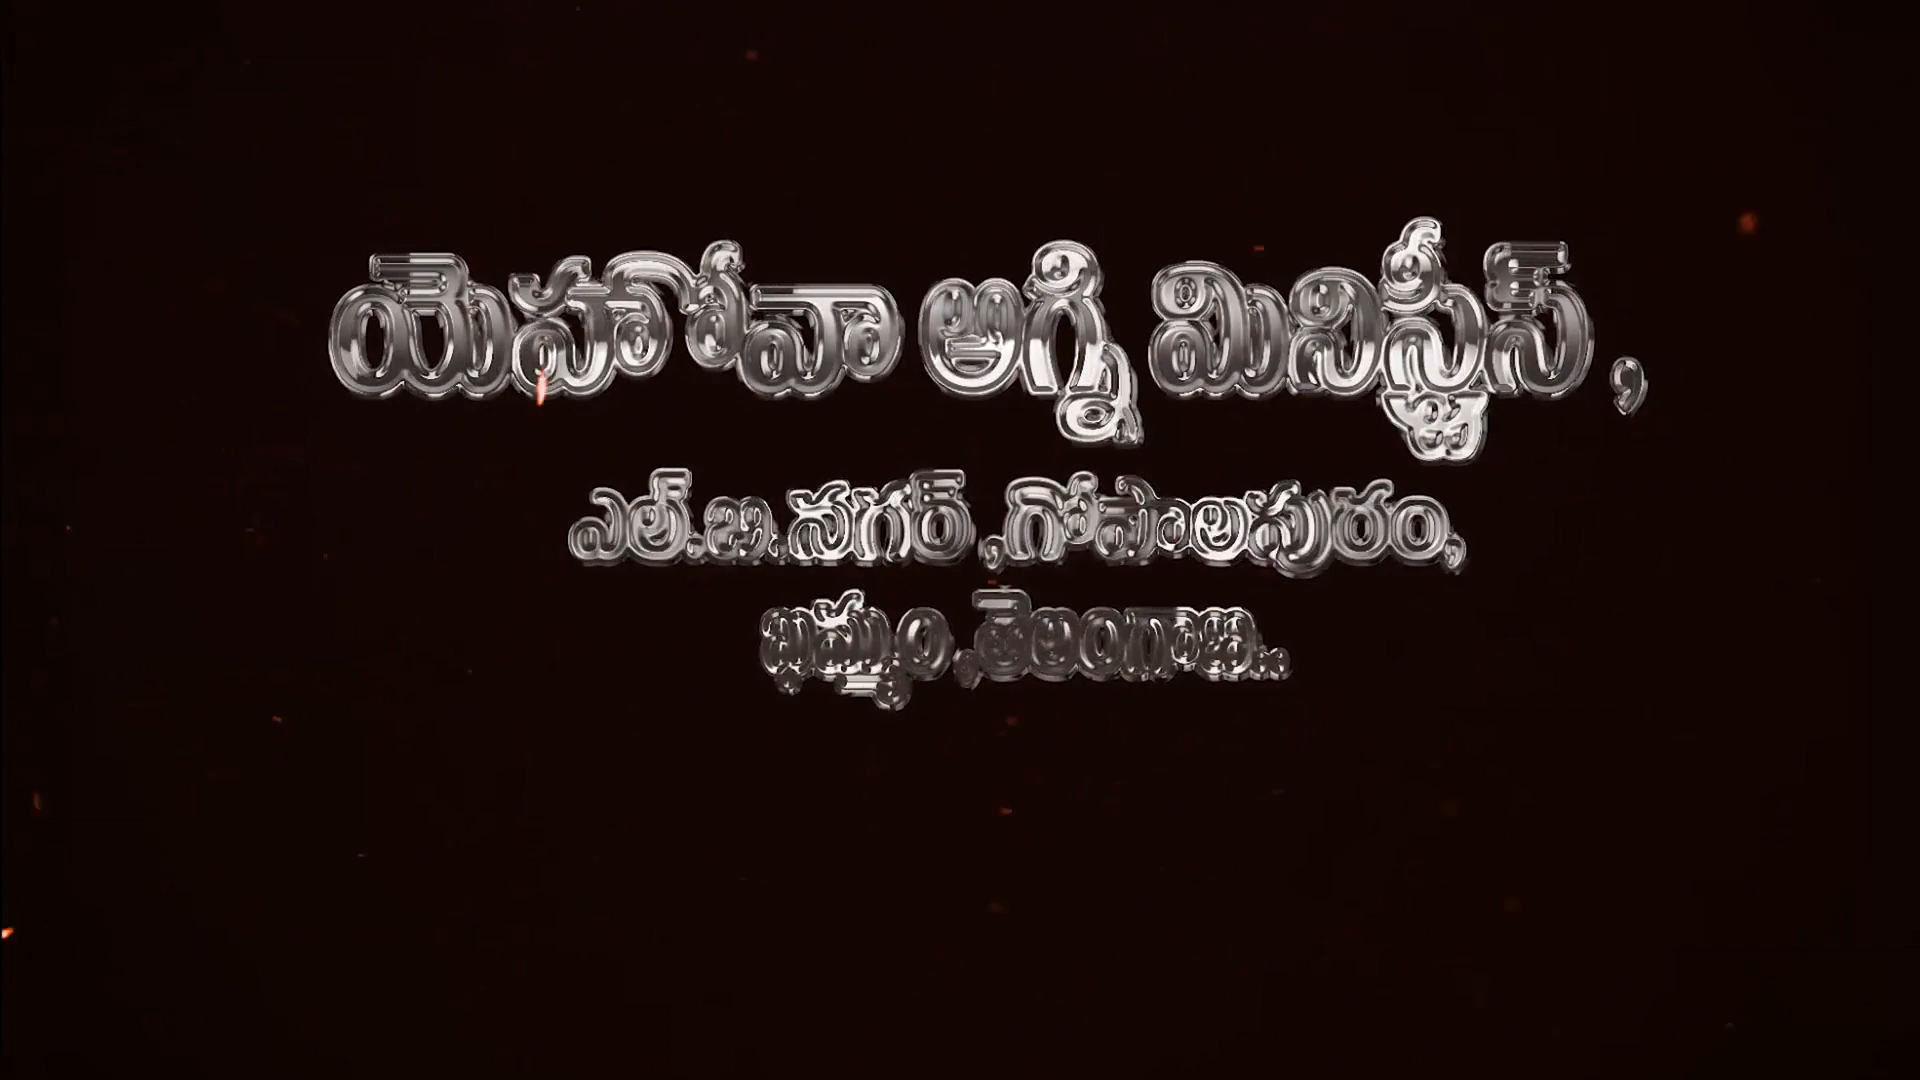 యెహోవా అగ్ని మినిస్ట్రీస్ ,
ఎల్.బి.నగర్ ,గోపాలపురం,
ఖమ్మం ,తెలంగాణ..